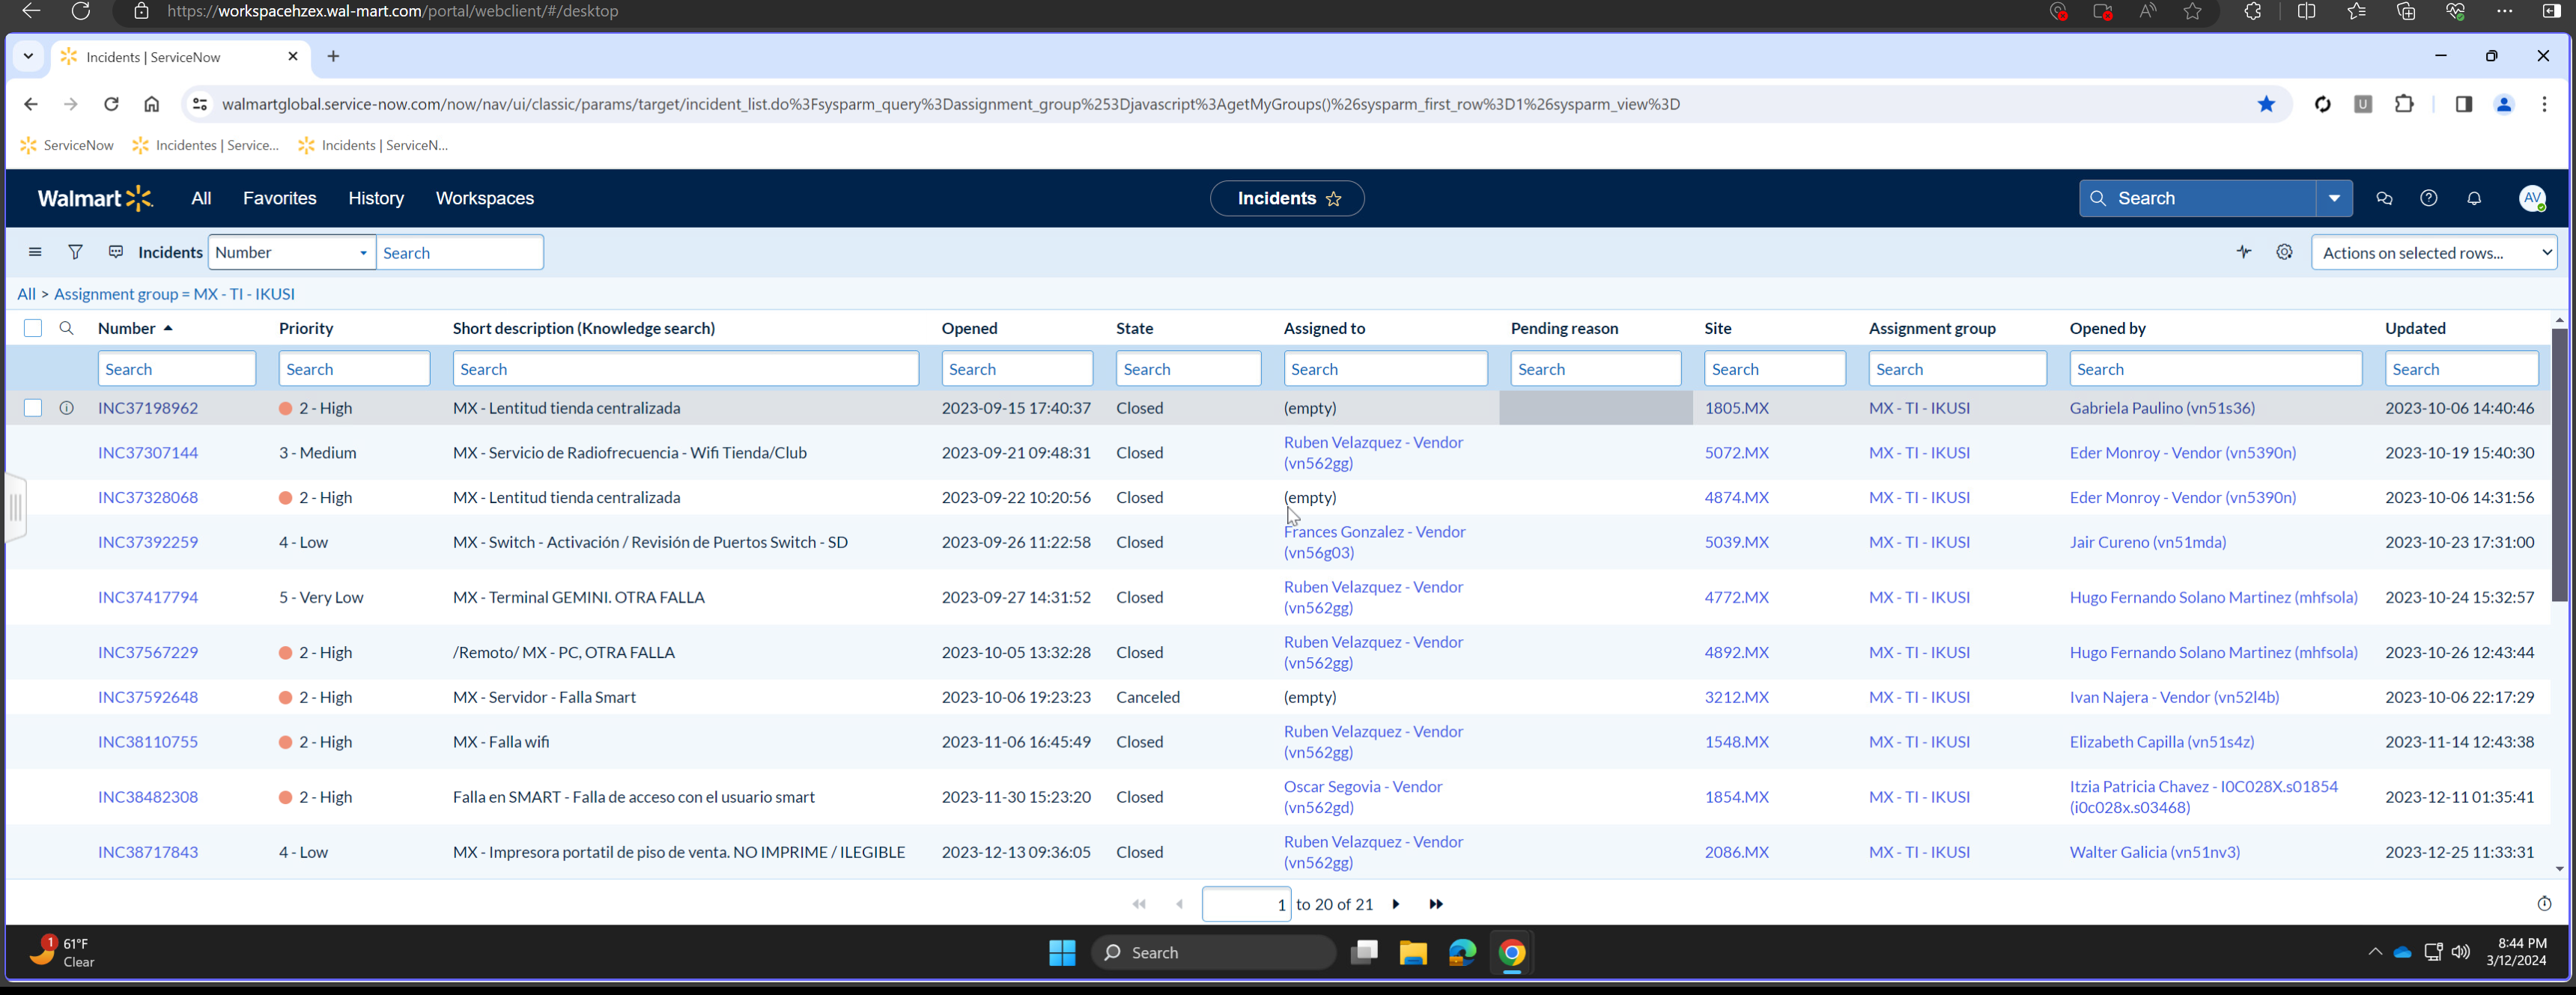 https://workspacehzex.wal-mart.com/portal/webclient/#/desktop
Incidents | ServiceNow
walmartglobal.service-now.com/now/nav/ui/classic/params/target/incident_list.do%3Fsysparm_query%3Dassignment_group%253Djavascript%3AgetMyGroups()%26sysparm_first_row%3D1%26sysparm_view%3D
U
ServiceNow Incidentes | Service... Incidents | ServiceN...
Walmart All Favorites History Workspaces Incidents Search AV
Incidents Number Search Actions on selected rows...
All > Assignment group = MX - TI - IKUSI
Number Priority Short description (Knowledge search) Opened State Assigned to Pending reason Site Assignment group Opened by Updated
Search Search Search Search Search Search Search Search Search Search Search
INC37198962 2 - High MX - Lentitud tienda centralizada 2023-09-15 17:40:37 Closed (empty) 1805.MX MX - TI - IKUSI Gabriela Paulino (vn51s36) 2023-10-06 14:40:46
INC37307144 3 - Medium MX - Servicio de Radiofrecuencia - Wifi Tienda/Club 2023-09-21 09:48:31 Closed Ruben Velazquez - Vendor (vn562gg) 5072.MX MX - TI - IKUSI Eder Monroy - Vendor (vn5390n) 2023-10-19 15:40:30
INC37328068 2 - High MX - Lentitud tienda centralizada 2023-09-22 10:20:56 Closed (empty) 4874.MX MX - TI - IKUSI Eder Monroy - Vendor (vn5390n) 2023-10-06 14:31:56
INC37392259 4 - Low MX - Switch - Activación / Revisión de Puertos Switch - SD 2023-09-26 11:22:58 Closed Frances Gonzalez - Vendor (vn56g03) 5039.MX MX - TI - IKUSI Jair Cureno (vn51mda) 2023-10-23 17:31:00
INC37417794 5 - Very Low MX - Terminal GEMINI. OTRA FALLA 2023-09-27 14:31:52 Closed Ruben Velazquez - Vendor (vn562gg) 4772.MX MX - TI - IKUSI Hugo Fernando Solano Martinez (mhfsola) 2023-10-24 15:32:57
INC37567229 2 - High /Remoto/ MX - PC, OTRA FALLA 2023-10-05 13:32:28 Closed Ruben Velazquez - Vendor (vn562gg) 4892.MX MX - TI - IKUSI Hugo Fernando Solano Martinez (mhfsola) 2023-10-26 12:43:44
INC37592648 2 - High MX - Servidor - Falla Smart 2023-10-06 19:23:23 Canceled (empty) 3212.MX MX - TI - IKUSI Ivan Najera - Vendor (vn52l4b) 2023-10-06 22:17:29
INC38110755 2 - High MX - Falla wifi 2023-11-06 16:45:49 Closed Ruben Velazquez - Vendor (vn562gg) 1548.MX MX - TI - IKUSI Elizabeth Capilla (vn51s4z) 2023-11-14 12:43:38
INC38482308 2 - High Falla en SMART - Falla de acceso con el usuario smart 2023-11-30 15:23:20 Closed Oscar Segovia - Vendor (vn562gd) 1854.MX MX - TI - IKUSI Itzia Patricia Chavez - I0C028X.s01854 (i0c028x.s03468) 2023-12-11 01:35:41
INC38717843 4 - Low MX - Impresora portatil de piso de venta. NO IMPRIME / ILEGIBLE 2023-12-13 09:36:05 Closed Ruben Velazquez - Vendor (vn562gg) 2086.MX MX - TI - IKUSI Walter Galicia (vn51nv3) 2023-12-25 11:33:31
1 to 20 of 21
1 61°F
Clear
Search
8:44 PM
3/12/2024